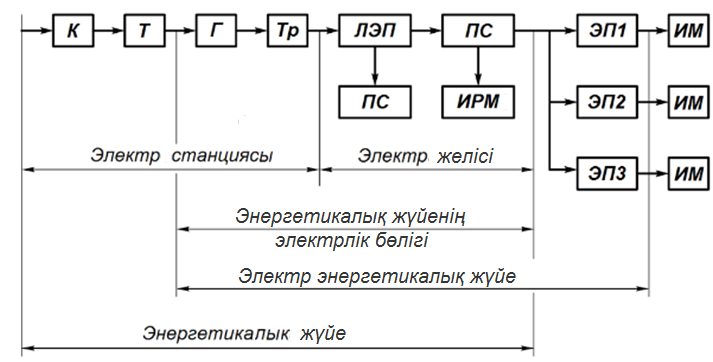 К Т Г Тр ЛЭП ПС ЭП1 ИМ
ПС ИРМ ЭП2 ИМ
ЭП3 ИМ
Электр станциясы Электр желісі
Энергетикалық жүйенің
электрлік бөлігі
Электр энергетикалық жүйе
Энергетикалык жүйе